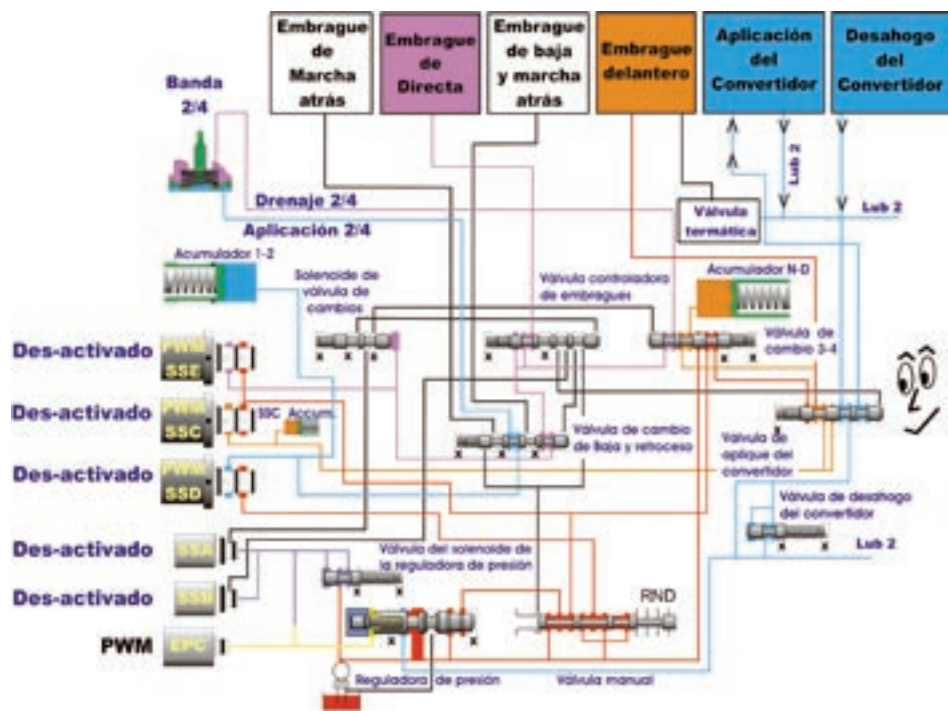 Embrague
de
Marcha
atrás
Embrague
de
Directa
Embrague
de baja
y marcha
atrás
Embrague
delantero
Aplicación
del
Convertidor
Desahogo
del
Convertidor
Banda
2/4
Drenaje 2/4
Aplicación 2/4
Lub 2
Lub 2
Válvula
termática
Acumulador 1-2
Solenoide de
válvula de
cambios
Válvula controladora
de embragues
Acumulador N-D
Válvula de
cambio 3-4
Des-activado
PWM
SSE
Des-activado
PWM
SSC
SSC Accum.
Válvula de cambio
de Baja y retroceso
Válvula de
aplique del
convertidor
Des-activado
PWM
SSD
Válvula de desahogo
del convertidor
Des-activado
SSA
Válvula del solenoide de
la reguladora de presión
Lub 2
Des-activado
SSB
RND
PWM
EPC
Reguladora de presión
Válvula manual
x x x
x
x
x x
x x x
x
x x
x x
x x